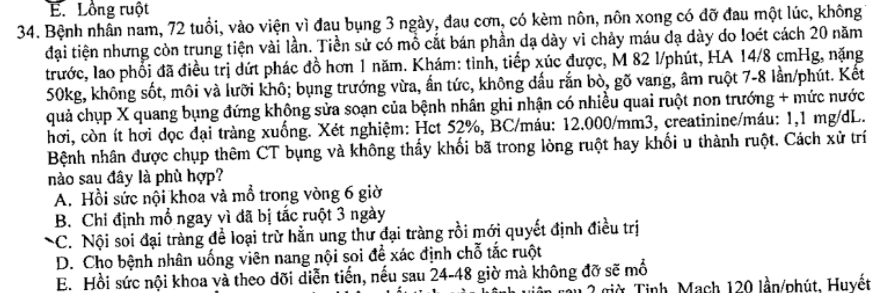 E. Lồng ruột
34. Bệnh nhân nam, 72 tuổi, vào viện vì đau bụng 3 ngày, đau cơn, có kèm nôn, nôn xong có đỡ đau một lúc, không
đại tiện nhưng còn trung tiện vài lần. Tiền sử có mổ cắt bán phần dạ dày vì chảy máu dạ dày do loét cách 20 năm
trước, lao phổi đã điều trị dứt phác đồ hơn 1 năm. Khám: tỉnh, tiếp xúc được, M 82 l/phút, HA 14/8 cmHg, nặng
50kg, không sốt, môi và lưỡi khô; bụng trướng vừa, ấn tức, không dấu rắn bò, gõ vang, âm ruột 7-8 lần/phút. Kết
quả chụp X quang bụng đứng không sửa soạn của bệnh nhân ghi nhận có nhiều quai ruột non trướng + mức nước
hơi, còn ít hơi dọc đại tràng xuống. Xét nghiệm: Hct 52%, BC/máu: 12.000/mm3, creatinine/máu: 1,1 mg/dL.
Bệnh nhân được chụp thêm CT bụng và không thấy khối bã trong lòng ruột hay khối u thành ruột. Cách xử trí
nào sau đây là phù hợp?
A. Hồi sức nội khoa và mổ trong vòng 6 giờ
B. Chỉ định mổ ngay vì đã bị tắc ruột 3 ngày
C. Nội soi đại tràng để loại trừ hẳn ung thư đại tràng rồi mới quyết định điều trị
D. Cho bệnh nhân uống viên nang nội soi để xác định chỗ tắc ruột
E. Hồi sức nội khoa và theo dõi diễn tiến, nếu sau 24-48 giờ mà không đỡ sẽ mổ
sau 2 giờ. Tình Mạch 120 lần/phút, Huyết